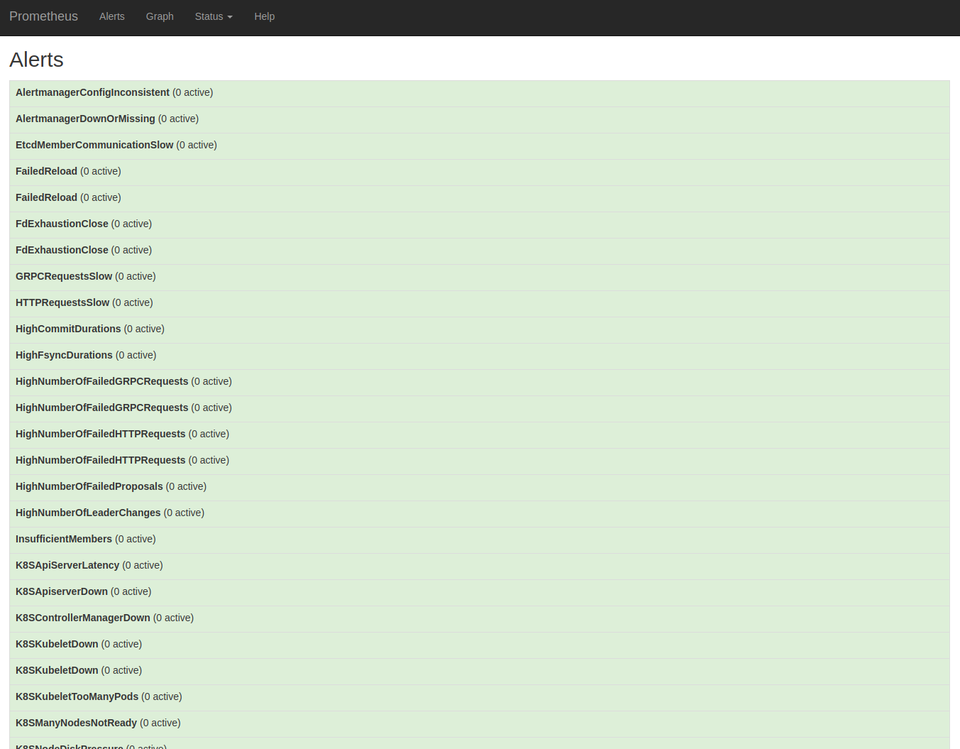 Prometheus Alerts Graph Status Help
Alerts
AlertmanagerConfigInconsistent (0 active)
AlertmanagerDownOrMissing (0 active)
EtcdMemberCommunicationSlow (0 active)
FailedReload (0 active)
FailedReload (0 active)
FdExhaustionClose (0 active)
FdExhaustionClose (0 active)
GRPCRequestsSlow (0 active)
HTTPRequestsSlow (0 active)
HighCommitDurations (0 active)
HighFsyncDurations (0 active)
HighNumberOfFailedGRPCRequests (0 active)
HighNumberOfFailedGRPCRequests (0 active)
HighNumberOfFailedHTTPRequests (0 active)
HighNumberOfFailedHTTPRequests (0 active)
HighNumberOfFailedProposals (0 active)
HighNumberOfLeaderChanges (0 active)
InsufficientMembers (0 active)
K8SApiServerLatency (0 active)
K8SApiserverDown (0 active)
K8SControllerManagerDown (0 active)
K8SKubeletDown (0 active)
K8SKubeletDown (0 active)
K8SKubeletTooManyPods (0 active)
K8SManyNodesNotReady (0 active)
K8SNodeDiskPressure (0 active)